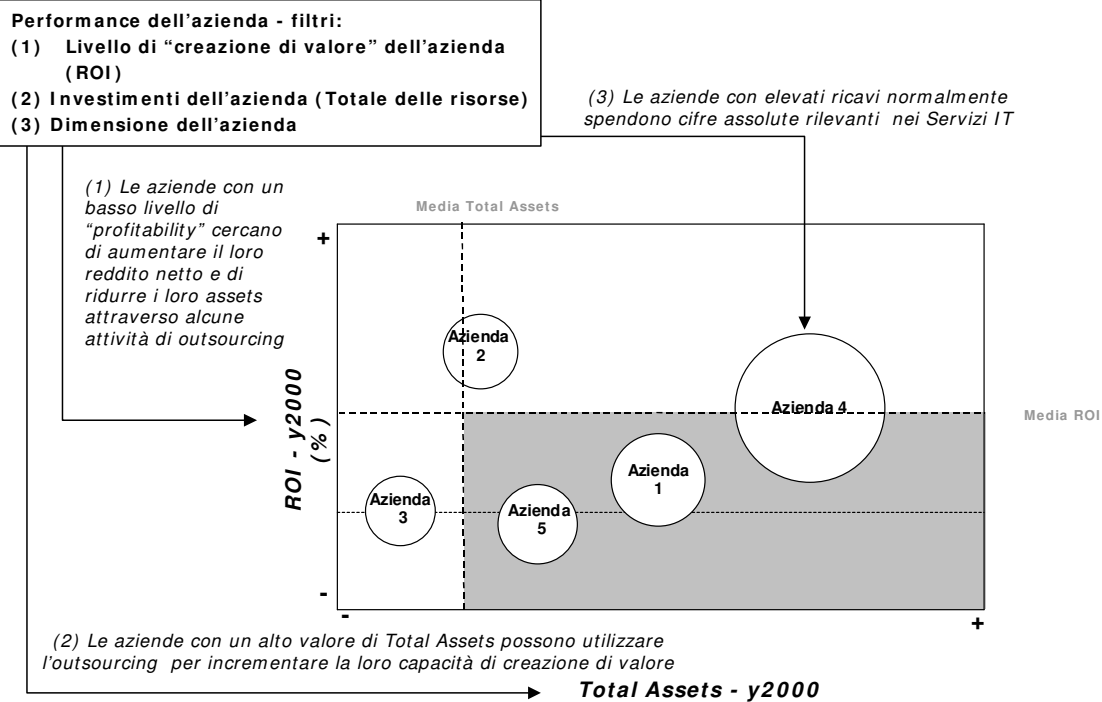 Performance dell'azienda - filtri:
(1) Livello di “creazione di valore” dell'azienda
(ROI)
(2) Investimenti dell'azienda (Totale delle risorse)
(3) Dimensione dell'azienda
(3) Le aziende con elevati ricavi normalmente
spendono cifre assolute rilevanti nei Servizi IT
(1) Le aziende con un
basso livello di
“profitability” cercano
di aumentare il loro
reddito netto e di
ridurre i loro assets
attraverso alcune
attività di outsourcing
Media Total Assets
+
Azienda
2
Azienda 4
Media ROI
ROI - y2000
(%)
Azienda
1
Azienda
3
Azienda
5
-
-
+
(2) Le aziende con un alto valore di Total Assets possono utilizzare
l'outsourcing per incrementare la loro capacità di creazione di valore
Total Assets - y2000